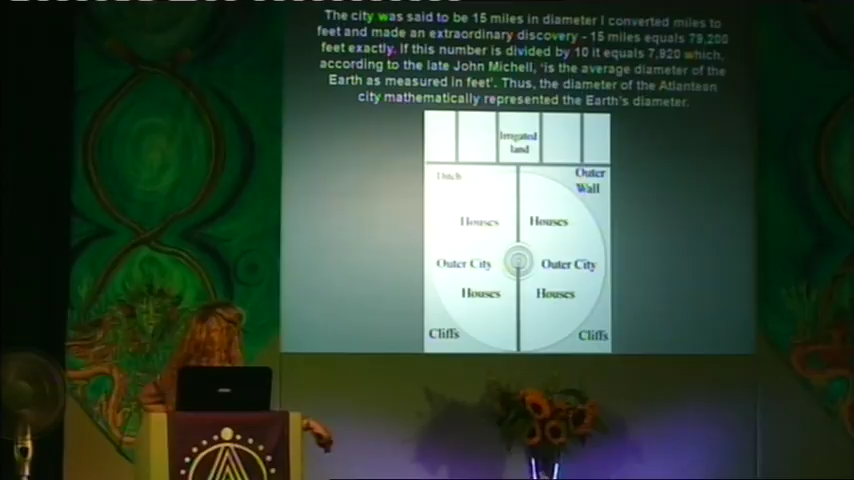 The city was said to be 15 miles in diameter I converted miles to
feet and made an extraordinary discovery - 15 miles equals 79,200
feet exactly. If this number is divided by 10 it equals 7,920 which,
according to the late John Michell, 'is the average diameter of the
Earth as measured in feet'. Thus, the diameter of the Atlantean
city mathematically represented the Earth's diameter.
Irrigated
land
Ditch
Outer
Wall
Houses Houses
Outer City Outer City
Houses Houses
Cliffs Cliffs